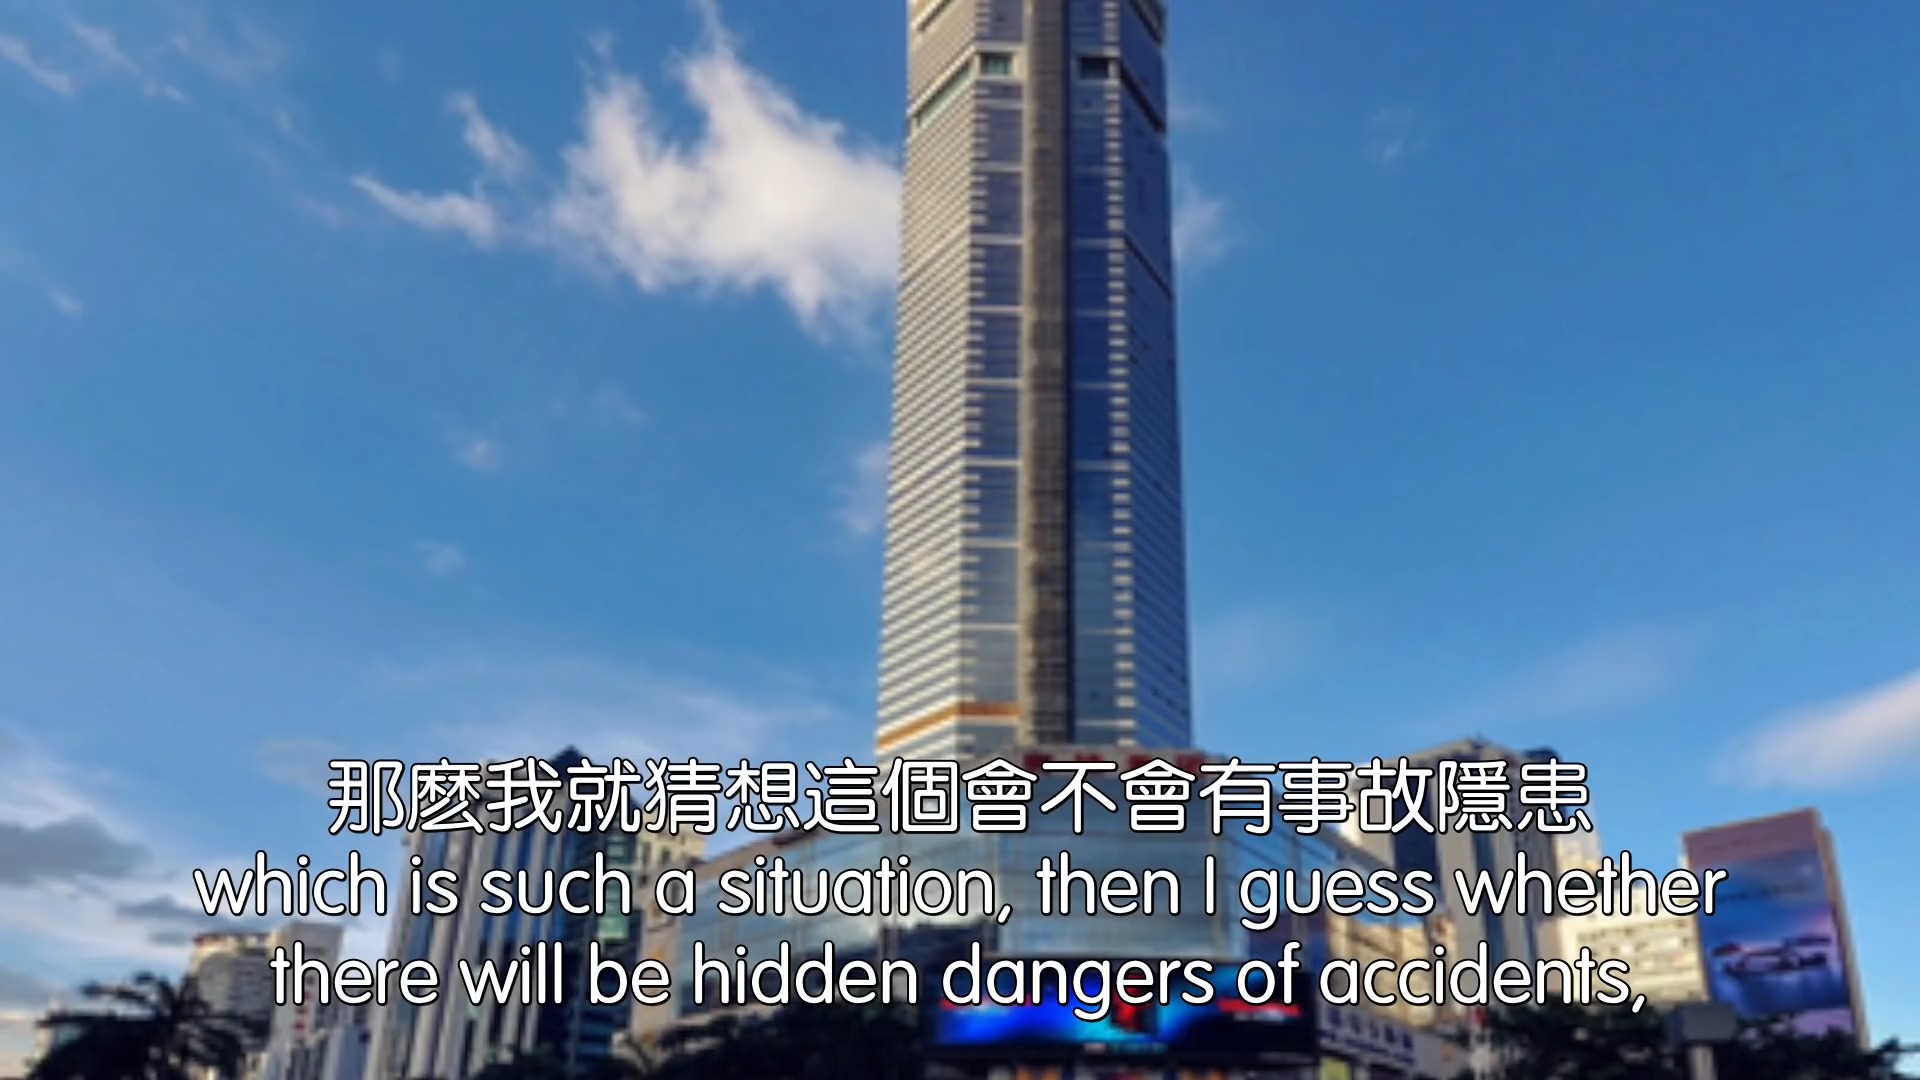 那麽我就猜想這個會不會有事故隱患
which is such a situation, then I guess whether
there will be hidden dangers of accidents,